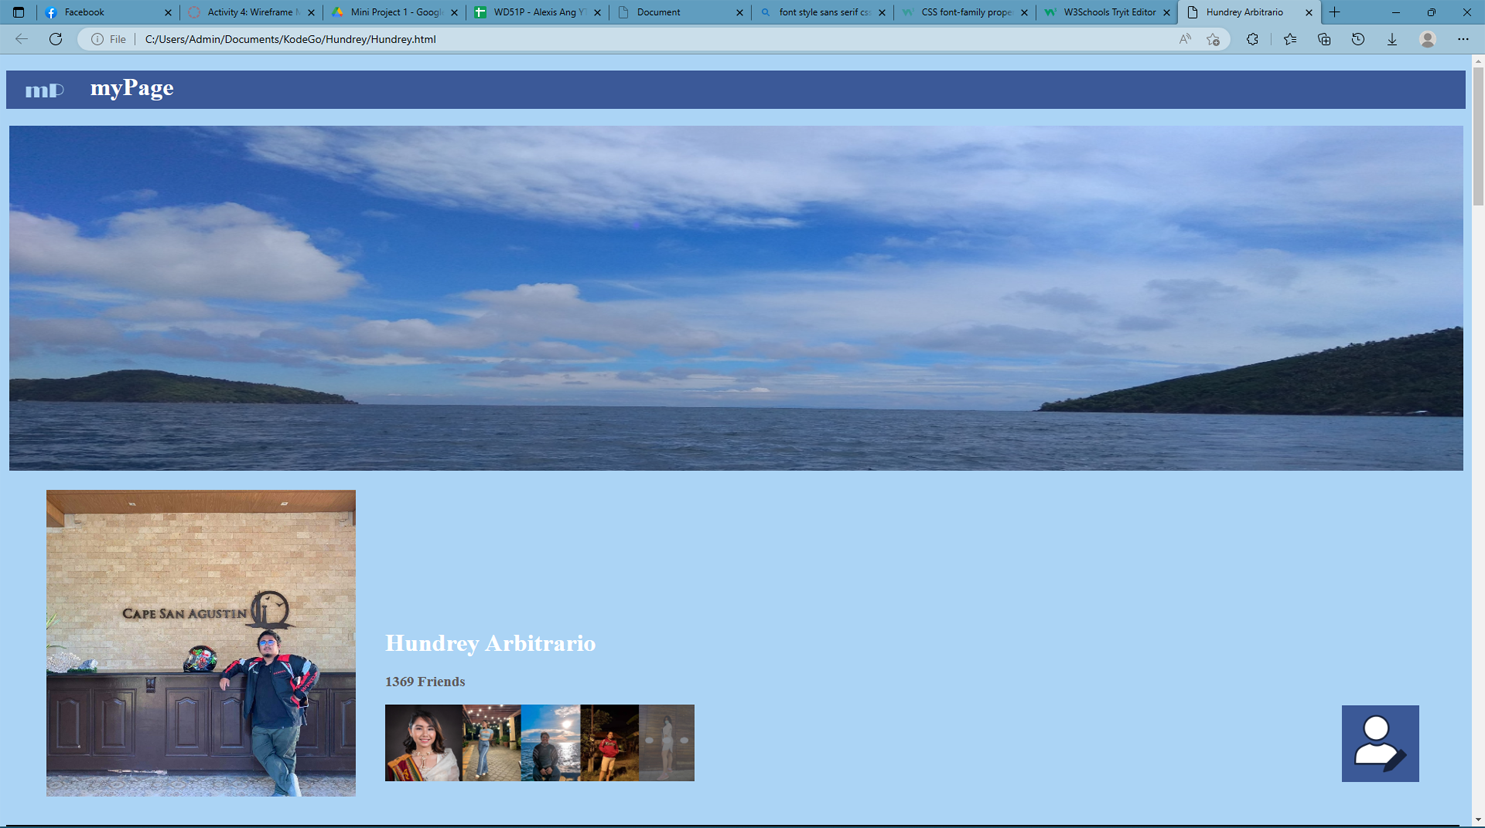 Facebook
Activity 4: Wireframe
Mini Project 1 - Googl
WD51P - Alexis Ang Y
Document
font style sans serif cs
CSS font-family prope
W3Schools Tryit Editor
Hundrey Arbitrario
File
C:/Users/Admin/Documents/KodeGo/Hundrey/Hundrey.html
mP
myPage
CAPE SAN AGUSTIN
Hundrey Arbitrario
1369 Friends